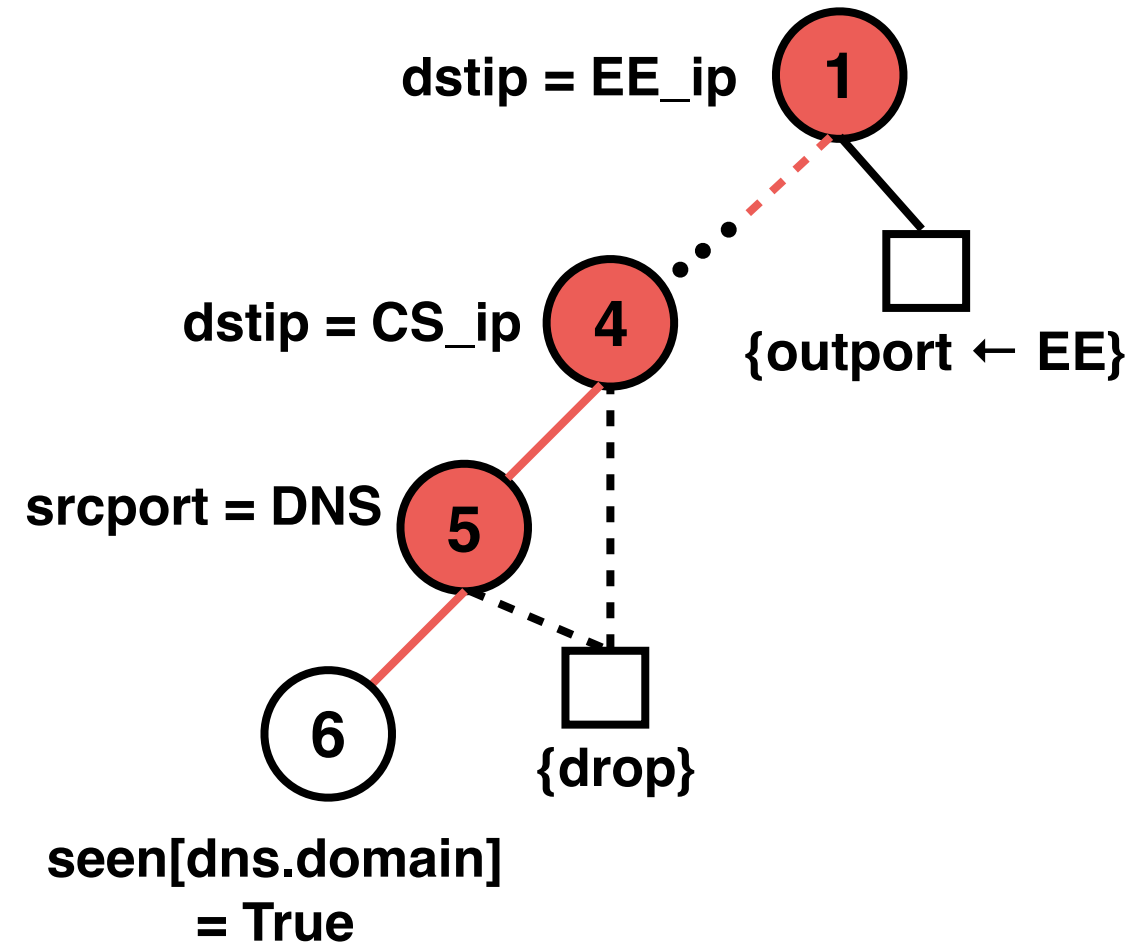 dstip = EE_ip
1
dstip = CS_ip
4
{outport ← EE}
srcport = DNS
5
6
{drop}
seen[dns.domain]
= True